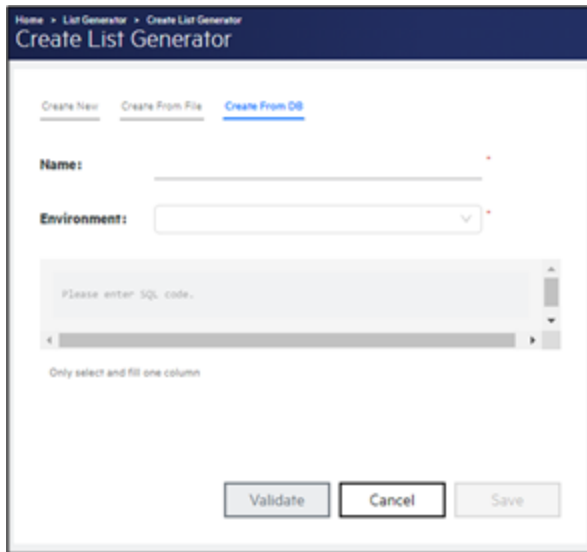 Home > List Generator > Create List Generator
Create List Generator
Create New Create From File Create From DB
Name: *
Environment: *
Please enter SQL code.
Only select and fill one column
Validate Cancel Save